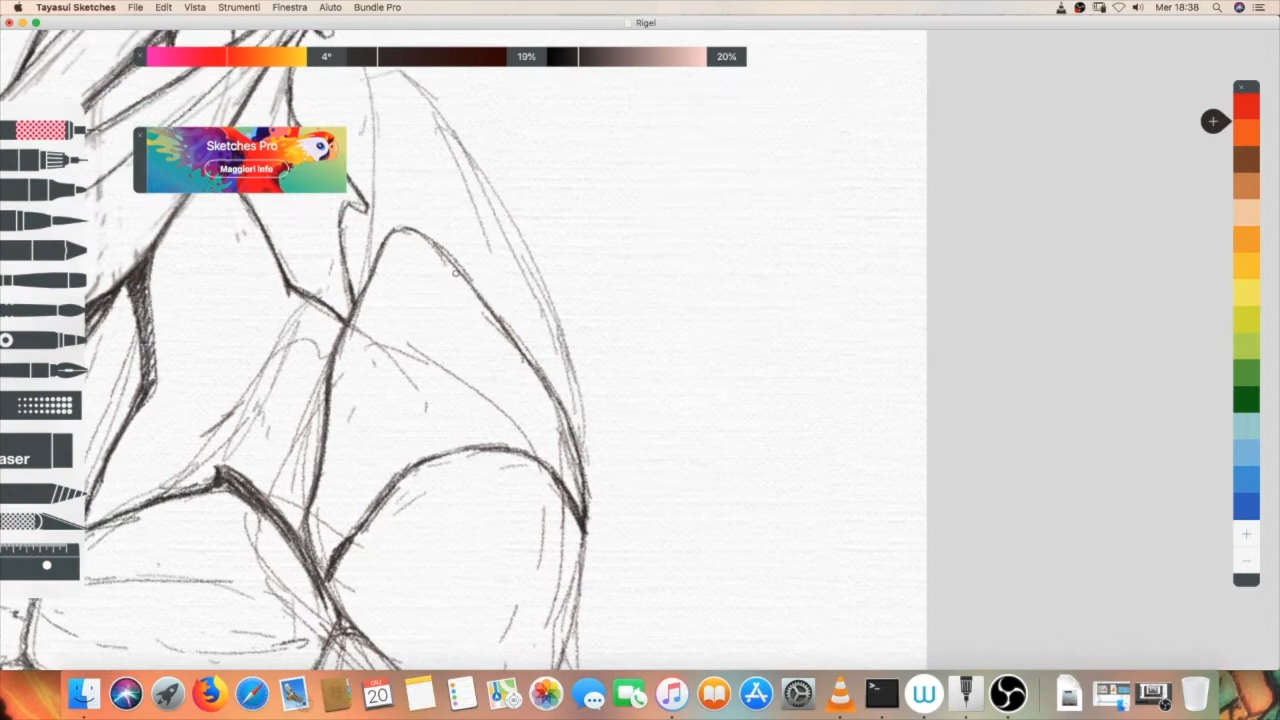 Tayasui Sketches File Edit Vista Strumenti Finestra Aiuto Bundle Pro Mer 18:38
Rigel
4° 19% 20%
Sketches Pro
Maggiori info
aser
GIU
20